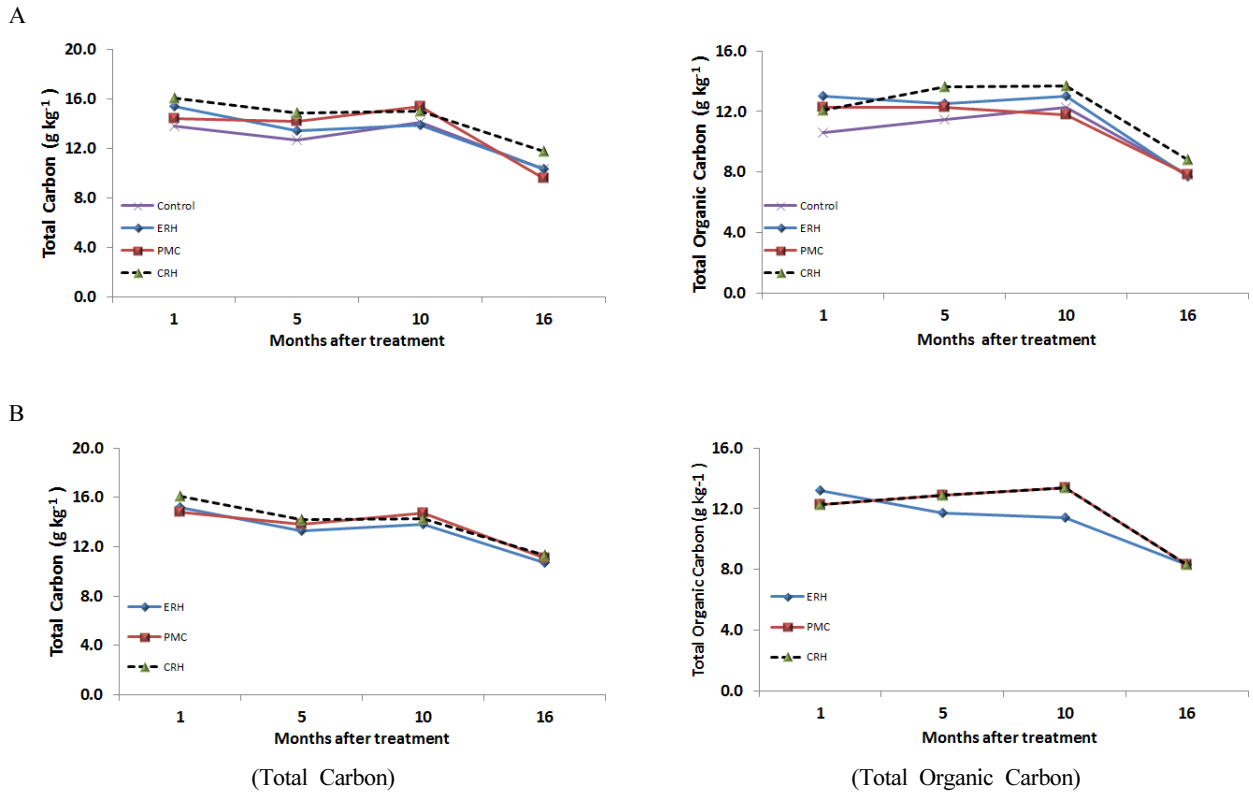 A
20.0
16.0
12.0
8.0
4.0
0.0
Total Carbon ((g kg-1 )
Control
ERH
PMC
CRH
1 5 10 16
Months after treatment
16.0
12.0
8.0
4.0
0.0
Total Organic Carbon (g kg-1 )
Control
ERH
PMC
CRH
1 5 10 16
Months after treatment
B
20.0
16.0
12.0
8.0
4.0
0.0
Total Carbon (g kg-1 )
ERH
PMC
CRH
1 5 10 16
Months after treatment
(Total Carbon)
16.0
12.0
8.0
4.0
0.0
Total Organic Carbon (g kg-1 )
ERH
PMC
CRH
1 5 10 16
Months after treatment
(Total Organic Carbon)